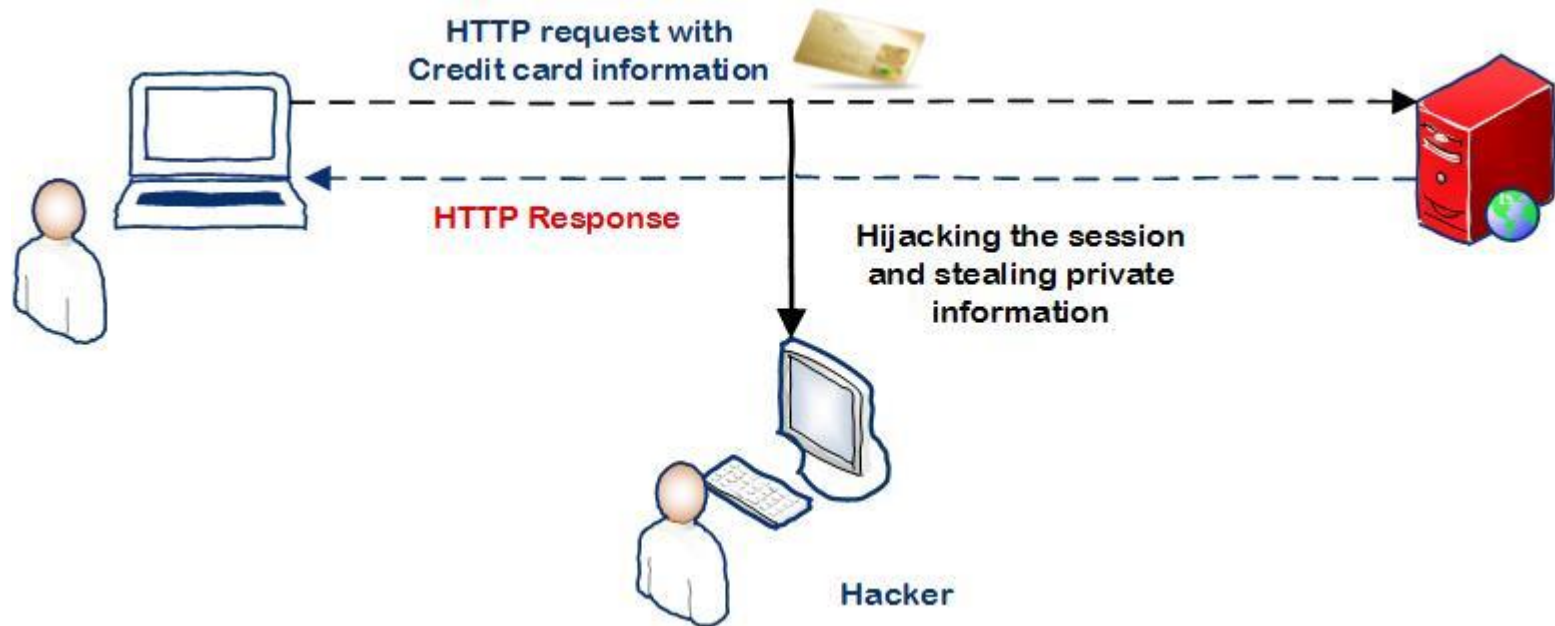 HTTP request with
Credit card information
HTTP Response
Hijacking the session
and stealing private
information
Hacker